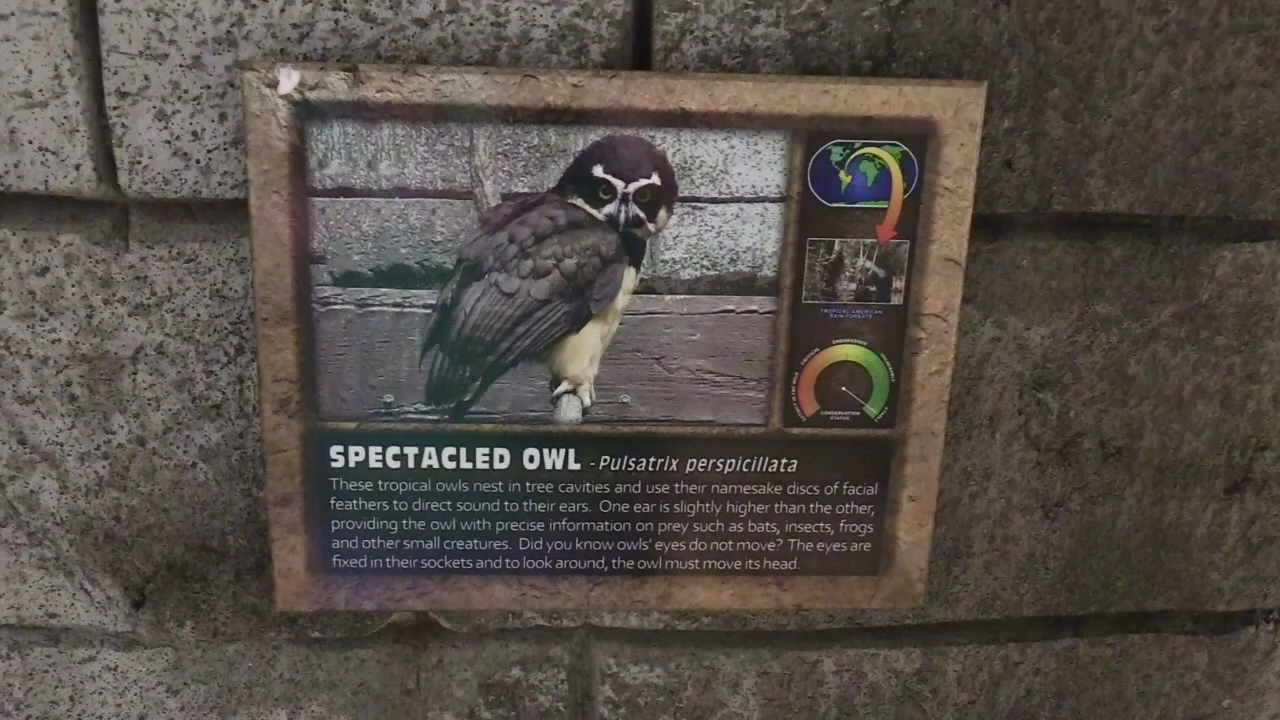 SPECTACLED OWL - Pulsatrix perspicillata
These tropical owls nest in tree cavities and use their namesake discs of facial
feathers to direct sound to their ears. One ear is slightly higher than the other,
providing the owl with precise information on prey such as bats, insects, frogs
and other small creatures. Did you know owls' eyes do not move? The eyes are
fixed in their sockets and to look around, the owl must move its head.
TROPICAL AMERICAN
RAIN FORESTS
CRITICAL
ENDANGERED
CONSERVATION
STATUS